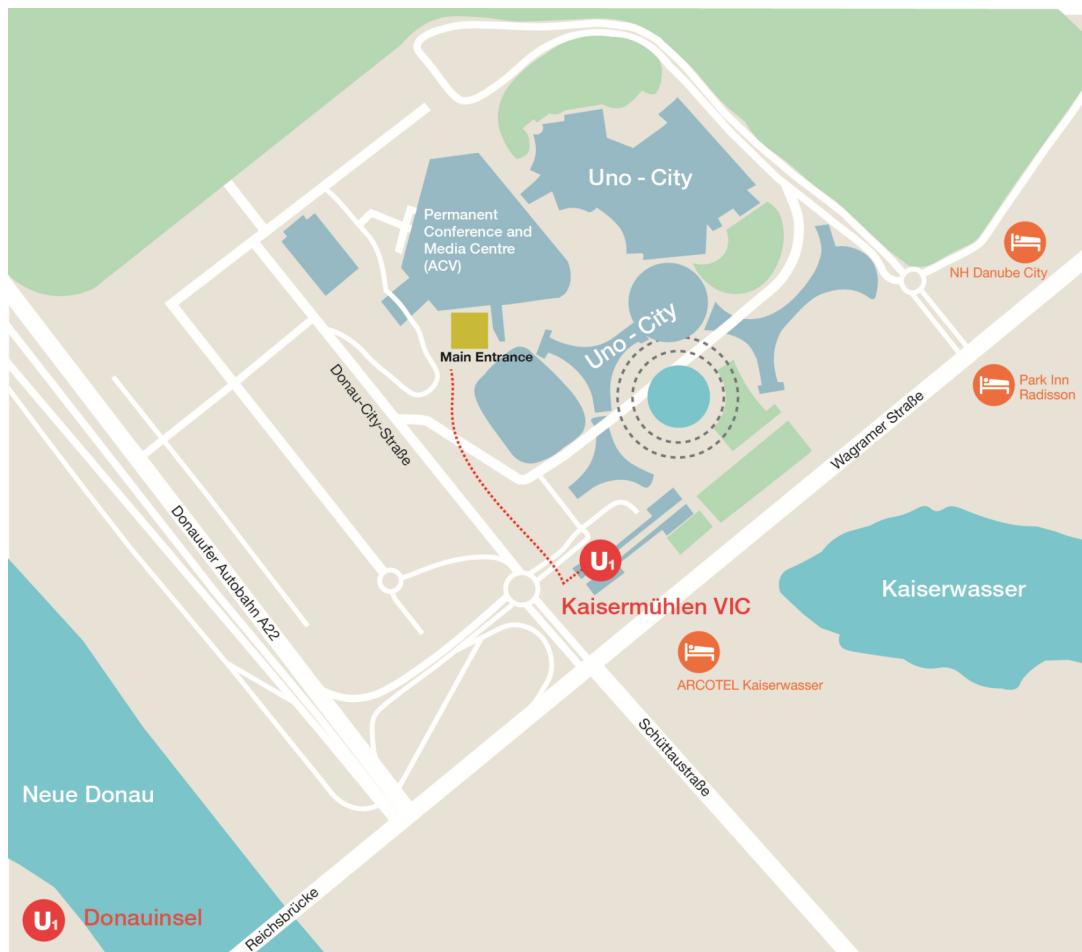 Uno - City
Permanent
Conference and
Media Centre
(ACV)
NH Danube City
Uno - City
Main Entrance
Park Inn
Radisson
Donau-City-Straße
Wagramer Straße
Donauufer Autobahn A22
U1
Kaisermühlen VIC
Kaiserwasser
ARCOTEL Kaiserwasser
Schüttaustraße
Neue Donau
U1
Donauinsel
Reichsbrücke